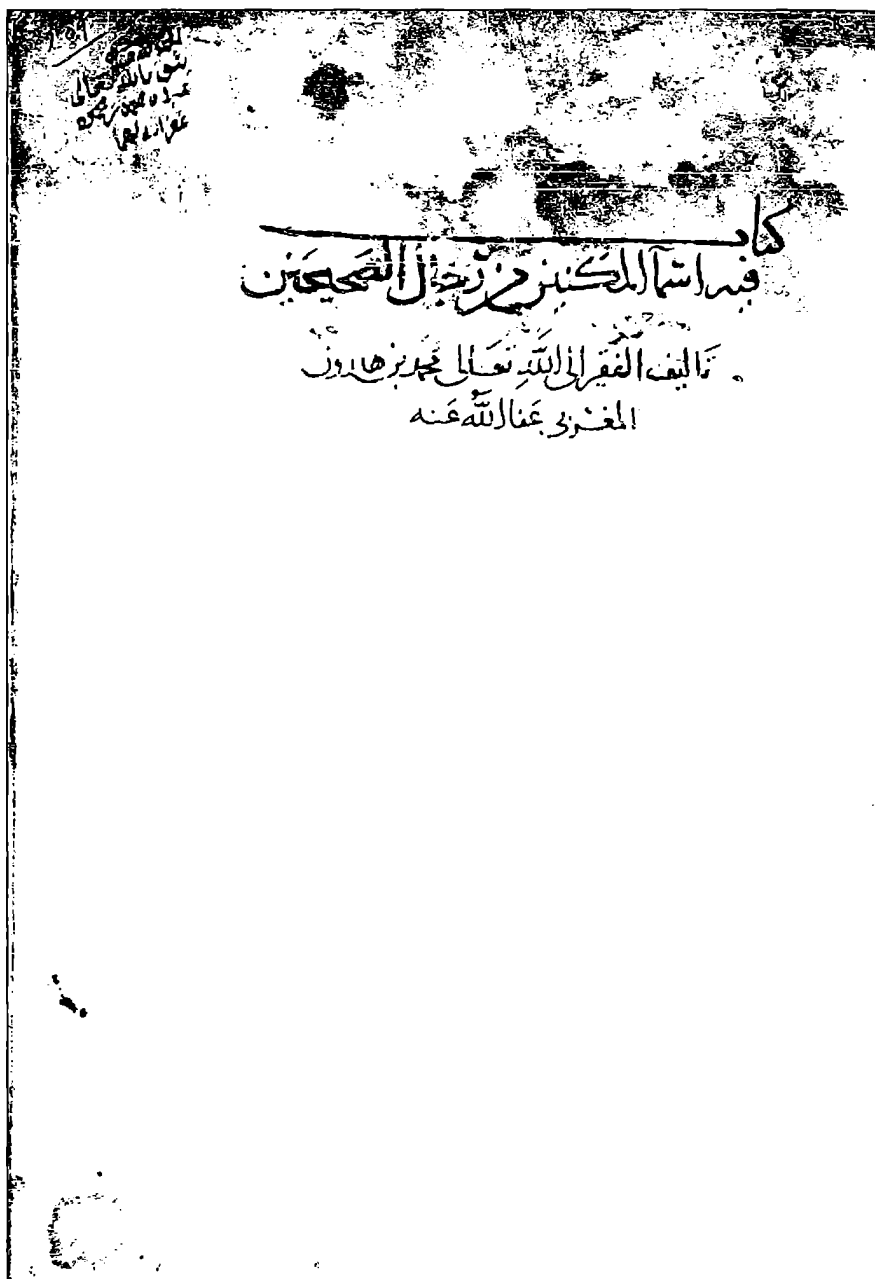 كتاب
فيه اسما المكنين من رجال الصحيحين
تاليف الفقير الى الله تعالى محمد بن هارون
المغربي عفا الله عنه